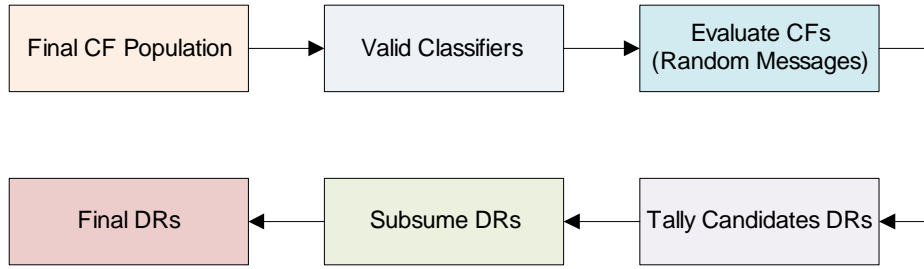 Final CF Population
Valid Classifiers
Evaluate CFs
(Random Messages)
Tally Candidates DRs
Subsume DRs
Final DRs